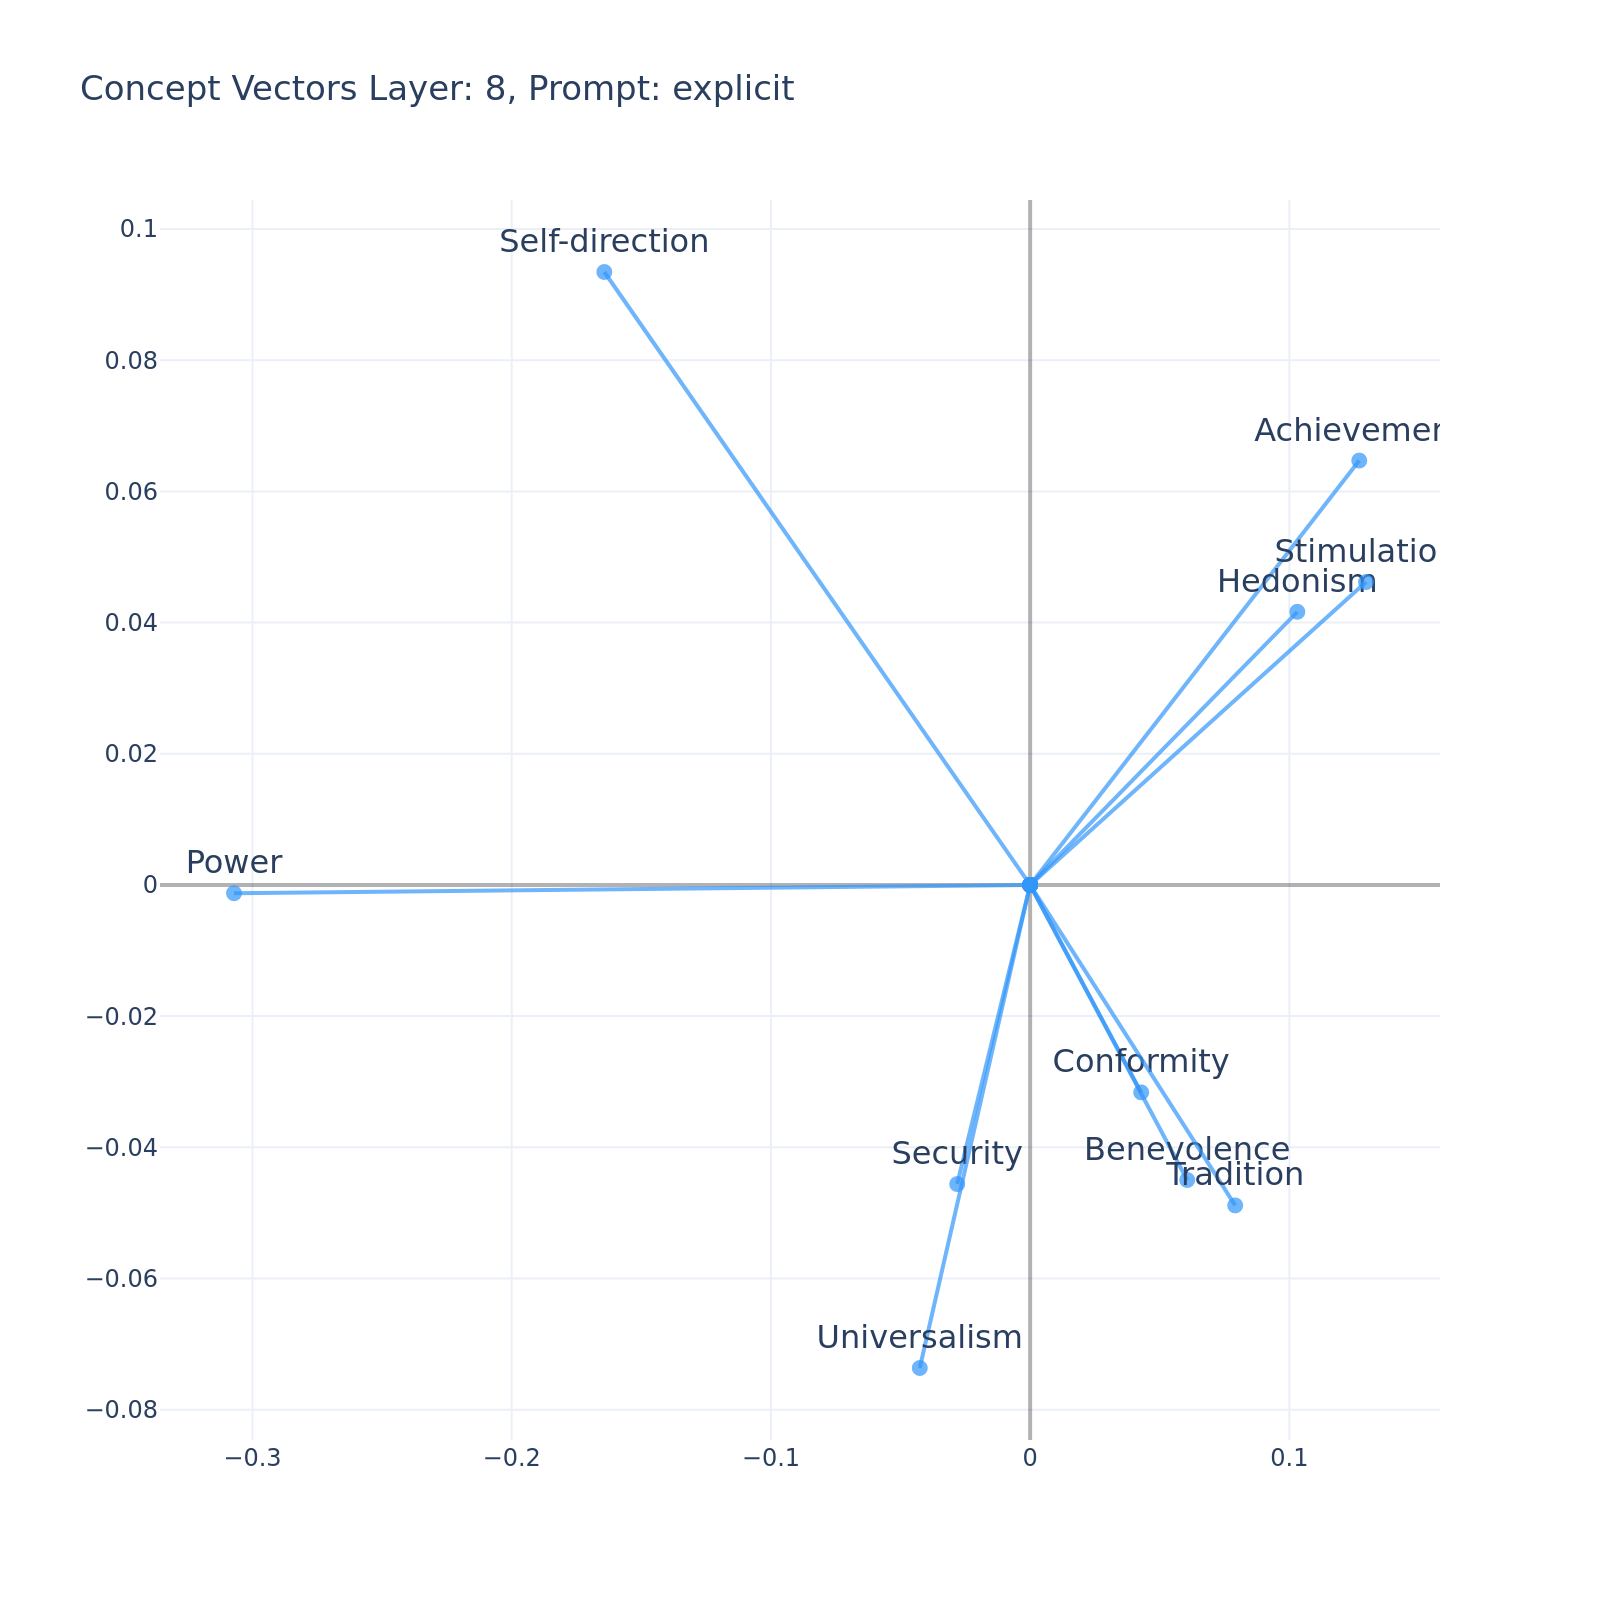 Concept Vectors Layer: 8, Prompt: explicit
0.1
Self-direction
0.08
Achievemen
0.06
Stimulatio
Hedonism
0.04
0.02
Power
0
−0.02
Conformity
−0.04
Benevolence
Security
Tradition
−0.06
Universalism
−0.08
−0.3
−0.2
−0.1
0
0.1